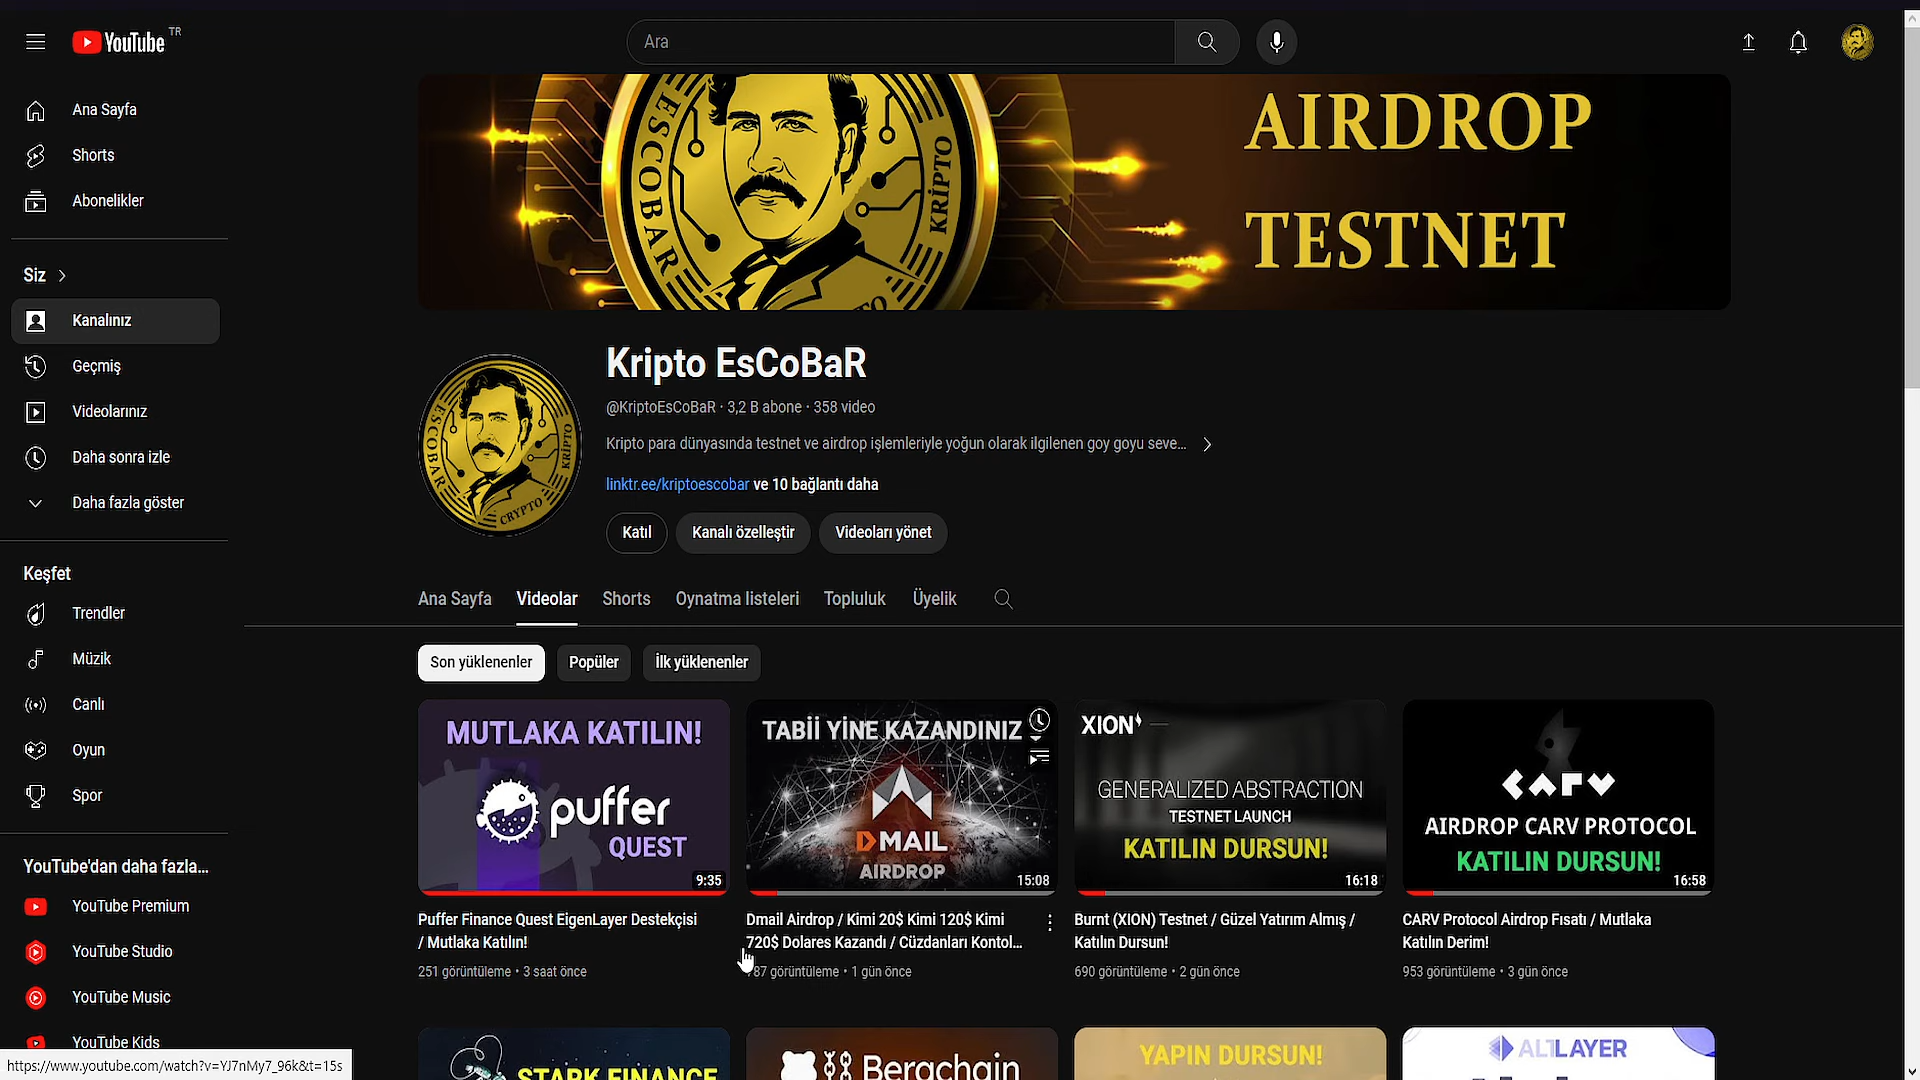 YouTube TR
Ara
Ana Sayfa
Shorts
Abonelikler
Siz
Kanalınız
Geçmiş
Videolarınız
Daha sonra izle
Daha fazla göster
Keşfet
Trendler
Müzik
Canlı
Oyun
Spor
YouTube'dan daha fazla...
YouTube Premium
YouTube Studio
YouTube Music
YouTube Kids
https://www.youtube.com/watch?v=YJ7nMy7_96k&t=15s
ESCOBAR
KRİPTO
AIRDROP
TESTNET
ESCOBAR
KRİPTO
CRYPTO
Kripto EsCoBaR
@KriptoEsCoBaR · 3,2 B abone · 358 video
Kripto para dünyasında testnet ve airdrop işlemleriyle yoğun olarak ilgilenen goy goyu seve...
linktr.ee/kriptoescobar ve 10 bağlantı daha
Katıl
Kanalı özelleştir
Videoları yönet
Ana Sayfa
Videolar
Shorts
Oynatma listeleri
Topluluk
Üyelik
Son yüklenenler
Popüler
İlk yüklenenler
MUTLAKA KATILIN!
puffer
QUEST
9:35
Puffer Finance Quest EigenLayer Destekçisi
/ Mutlaka Katılın!
251 görüntüleme • 3 saat önce
TABİİ YİNE KAZANDINIZ
DMAIL
AIRDROP
15:08
Dmail Airdrop / Kimi 20$ Kimi 120$ Kimi
720$ Dolares Kazandı / Cüzdanları Kontol...
87 görüntüleme • 1 gün önce
XION
GENERALIZED ABSTRACTION
TESTNET LAUNCH
KATILIN DURSUN!
16:18
Burnt (XION) Testnet / Güzel Yatırım Almış /
Katılın Dursun!
690 görüntüleme • 2 gün önce
CARV
AIRDROP CARV PROTOCOL
KATILIN DURSUN!
16:58
CARV Protocol Airdrop Fısatı / Mutlaka
Katılın Derim!
953 görüntüleme • 3 gün önce
STARK FINANCE
Berachain
YAPIN DURSUN!
ALTLAYER